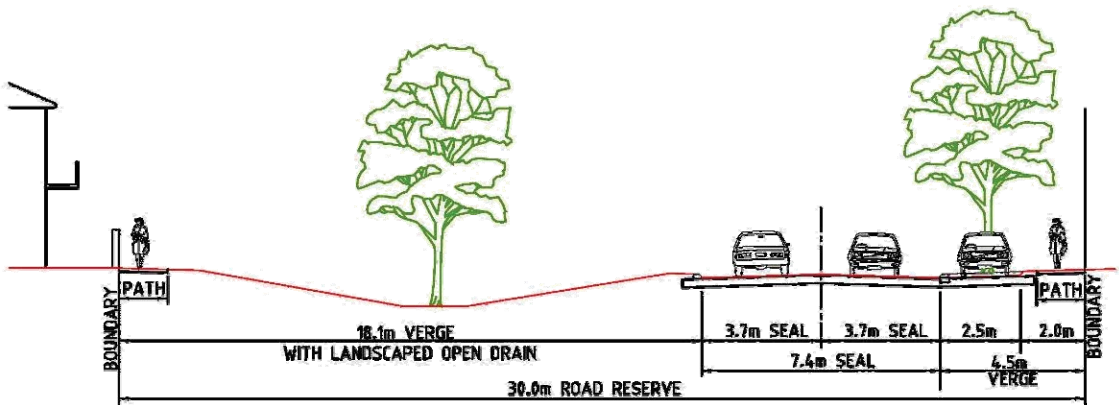 PATH
PATH
BOUNDARY
BOUNDARY
18.1m VERGE
WITH LANDSCAPED OPEN DRAIN
3.7m SEAL
3.7m SEAL
2.5m
2.0m
7.4m SEAL
4.5m
VERGE
30.0m ROAD RESERVE